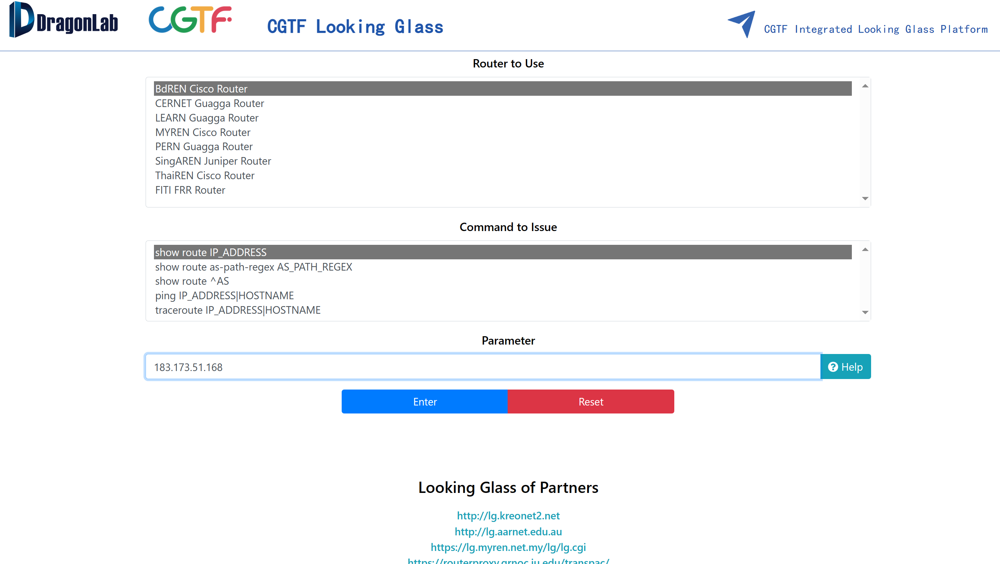 DragonLab
CGTF
CGTF Looking Glass
CGTF Integrated Looking Glass Platform
Router to Use
BdREN Cisco Router
CERNET Guagga Router
LEARN Guagga Router
MYREN Cisco Router
PERN Guagga Router
SingAREN Juniper Router
ThaiREN Cisco Router
FITI FRR Router
Command to Issue
show route IP_ADDRESS
show route as-path-regex AS_PATH_REGEX
show route ^AS
ping IP_ADDRESS|HOSTNAME
traceroute IP_ADDRESS|HOSTNAME
Parameter
183.173.51.168
Help
Enter
Reset
Looking Glass of Partners
http://lg.kreonet2.net
http://lg.aarnet.edu.au
https://lg.myren.net.my/lg/lg.cgi
https://routerproxy.grnoc.iu.edu/transpac/